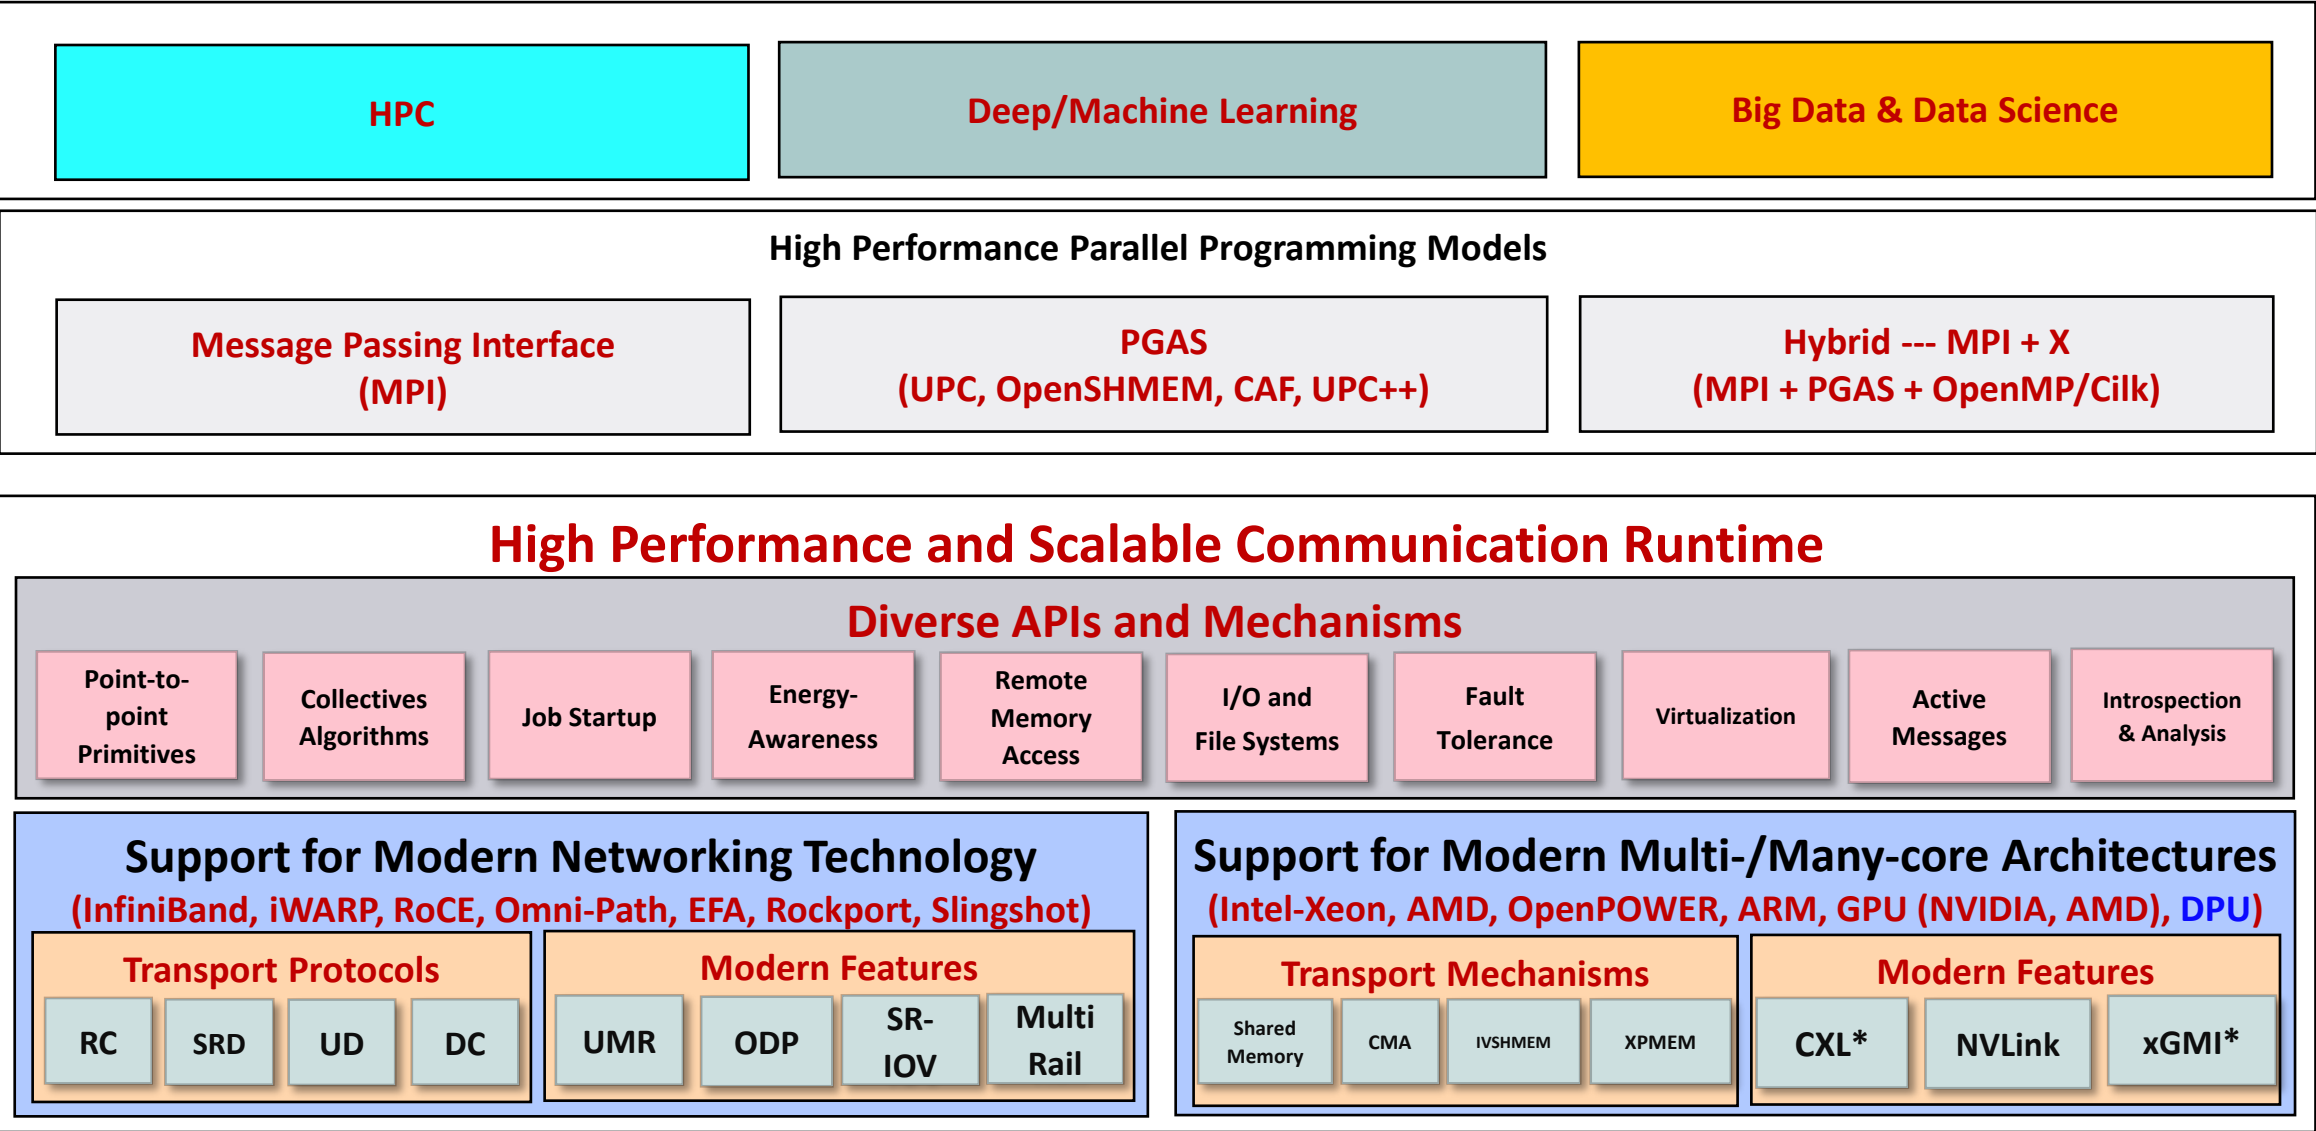 HPC
Deep/Machine Learning
Big Data & Data Science
High Performance Parallel Programming Models
Message Passing Interface
(MPI)
PGAS
(UPC, OpenSHMEM, CAF, UPC++)
Hybrid --- MPI + X
(MPI + PGAS + OpenMP/Cilk)
High Performance and Scalable Communication Runtime
Diverse APIs and Mechanisms
Point-to-
point
Primitives
Collectives
Algorithms
Job Startup
Energy-
Awareness
Remote
Memory
Access
I/O and
File Systems
Fault
Tolerance
Virtualization
Active
Messages
Introspection
& Analysis
Support for Modern Networking Technology
(InfiniBand, iWARP, RoCE, Omni-Path, EFA, Rockport, Slingshot)
Transport Protocols
RC
SRD
UD
DC
Modern Features
UMR
ODP
SR-
IOV
Multi
Rail
Support for Modern Multi-/Many-core Architectures
(Intel-Xeon, AMD, OpenPOWER, ARM, GPU (NVIDIA, AMD), DPU)
Transport Mechanisms
Shared
Memory
CMA
IVSHMEM
XPMEM
Modern Features
CXL*
NVLink
xGMI*